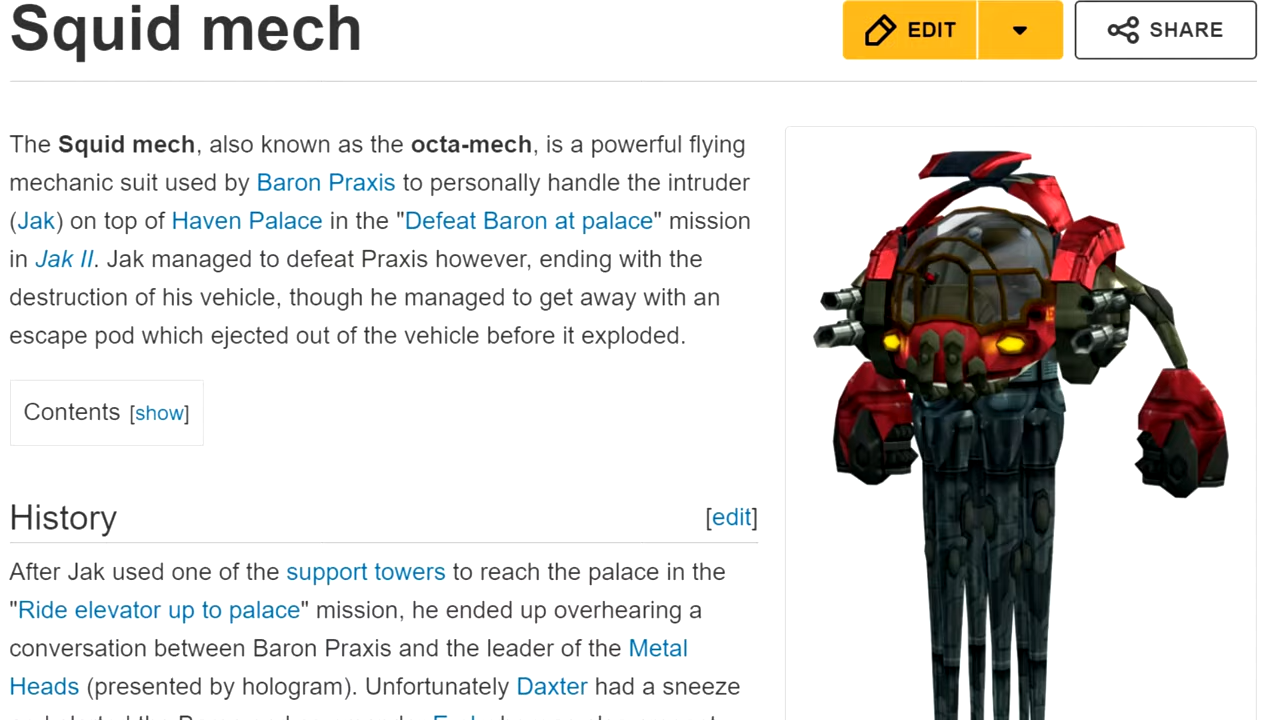 Squid mech
EDIT
SHARE
The Squid mech, also known as the octa-mech, is a powerful flying
mechanic suit used by Baron Praxis to personally handle the intruder
(Jak) on top of Haven Palace in the "Defeat Baron at palace" mission
in Jak II. Jak managed to defeat Praxis however, ending with the
destruction of his vehicle, though he managed to get away with an
escape pod which ejected out of the vehicle before it exploded.
Contents [show]
History
[edit]
After Jak used one of the support towers to reach the palace in the
"Ride elevator up to palace" mission, he ended up overhearing a
conversation between Baron Praxis and the leader of the Metal
Heads (presented by hologram). Unfortunately Daxter had a sneeze